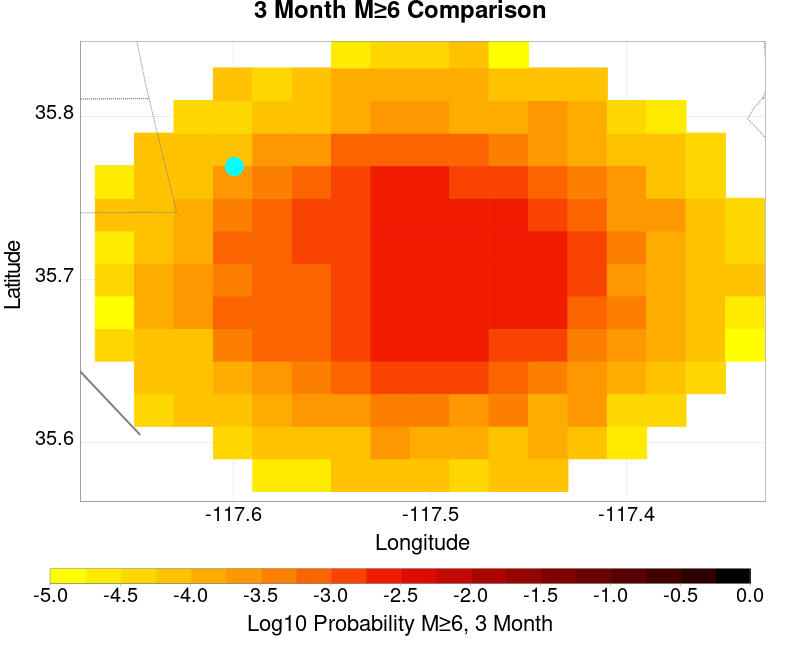 3 Month M≥6 Comparison
35.8
35.7
35.6
Latitude
-117.6 -117.5 -117.4
Longitude
-5.0 -4.5 -4.0 -3.5 -3.0 -2.5 -2.0 -1.5 -1.0 -0.5 0.0
Log10 Probability M≥6, 3 Month